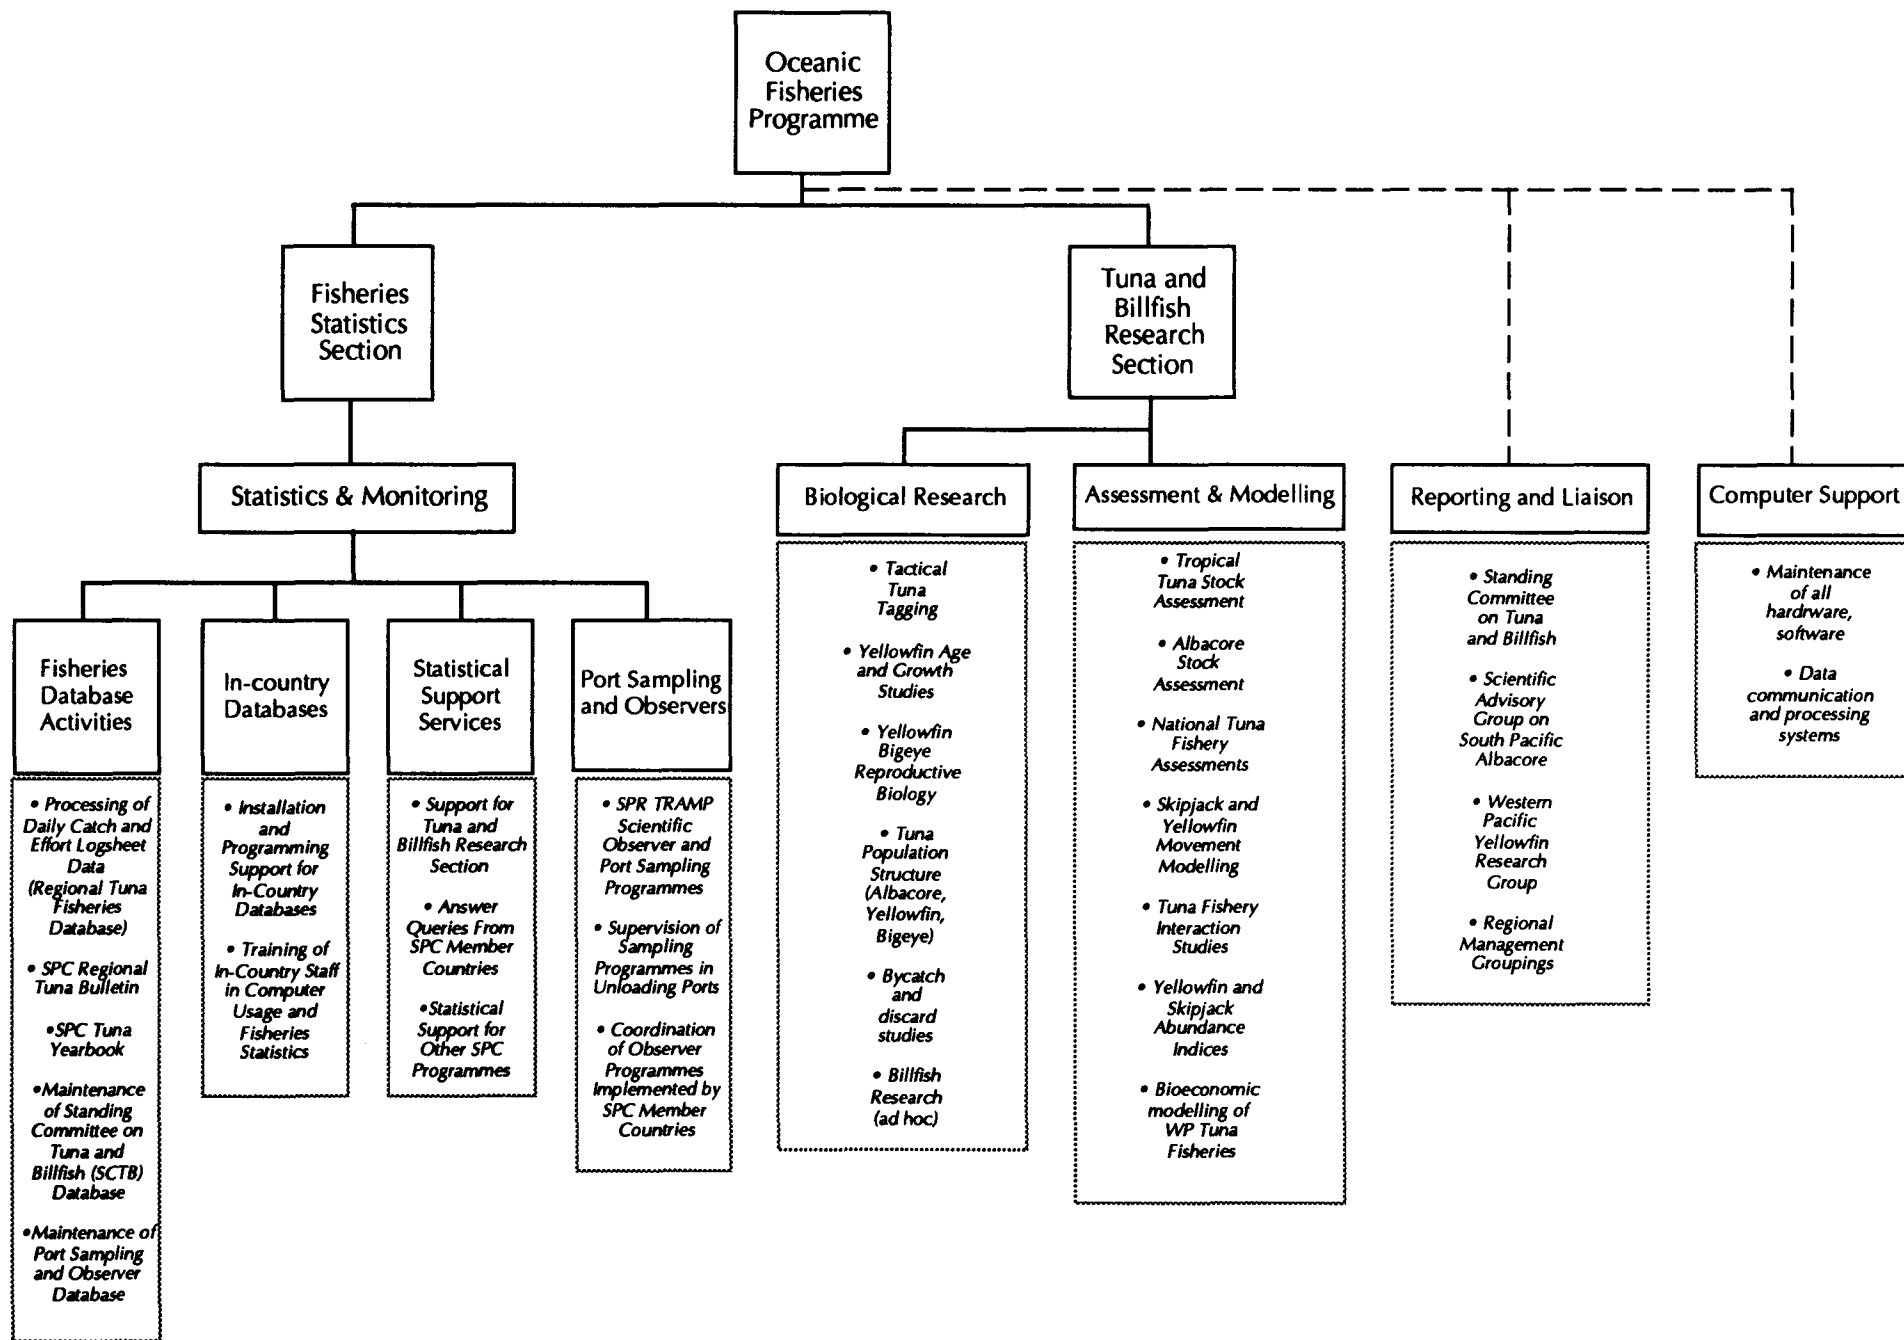 Oceanic
Fisheries
Programme
Fisheries
Statistics
Section
Tuna and
Billfish
Research
Section
Statistics & Monitoring
Biological Research
Assessment & Modelling
Reporting and Liaison
Computer Support
Fisheries
Database
Activities
In-country
Databases
Statistical
Support
Services
Port Sampling
and Observers
• Processing of
Daily Catch and
Effort Logsheet
Data
(Regional Tuna
Fisheries
Database)
• SPC Regional
Tuna Bulletin
•SPC Tuna
Yearbook
•Maintenance
of Standing
Committee on
Tuna and
Billfish (SCTB)
Database
•Maintenance of
Port Sampling
and Observer
Database
• Installation
and
Programming
Support for
In-Country
Databases
• Training of
In-Country Staff
in Computer
Usage and
Fisheries
Statistics
• Support for
Tuna and
Billfish Research
Section
• Answer
Queries From
SPC Member
Countries
•Statistical
Support for
Other SPC
Programmes
• SPR TRAMP
Scientific
Observer and
Port Sampling
Programmes
• Supervision of
Sampling
Programmes in
Unloading Ports
• Coordination
of Observer
Programmes
Implemented by
SPC Member
Countries
• Tactical
Tuna
Tagging
• Yellowfin Age
and Growth
Studies
• Yellowfin
Bigeye
Reproductive
Biology
• Tuna
Population
Structure
(Albacore,
Yellowfin,
Bigeye)
• Bycatch
and
discard
studies
• Billfish
Research
(ad hoc)
• Tropical
Tuna Stock
Assessment
• Albacore
Stock
Assessment
• National Tuna
Fishery
Assessments
• Skipjack and
Yellowfin
Movement
Modelling
• Tuna Fishery
Interaction
Studies
• Yellowfin and
Skipjack
Abundance
Indices
• Bioeconomic
modelling of
WP Tuna
Fisheries
• Standing
Committee
on Tuna
and Billfish
• Scientific
Advisory
Group on
South Pacific
Albacore
• Western
Pacific
Yellowfin
Research
Group
• Regional
Management
Groupings
• Maintenance
of all
hardrware,
software
• Data
communication
and processing
systems